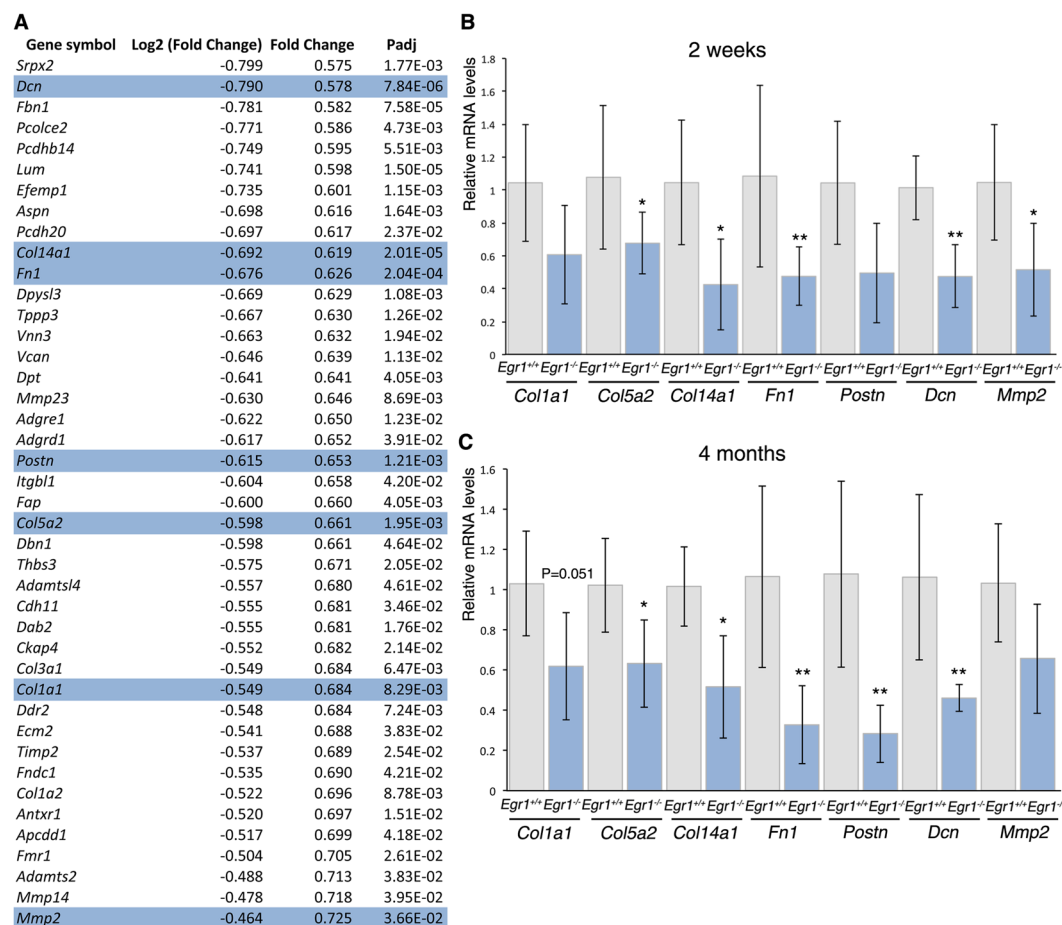 A
Gene symbol Log2 (Fold Change) Fold Change Padj
Srpx2 -0.799 0.575 1.77E-03
Dcn -0.790 0.578 7.84E-06
Fbn1 -0.781 0.582 7.58E-05
Pcolce2 -0.771 0.586 4.73E-03
Pcdhb14 -0.749 0.595 5.51E-03
Lum -0.741 0.598 1.50E-05
Efemp1 -0.735 0.601 1.15E-03
Aspn -0.698 0.616 1.64E-03
Pcdh20 -0.697 0.617 2.37E-02
Col14a1 -0.692 0.619 2.01E-05
Fn1 -0.676 0.626 2.04E-04
Dpysl3 -0.669 0.629 1.08E-03
Tppp3 -0.667 0.630 1.26E-02
Vnn3 -0.663 0.632 1.94E-02
Vcan -0.646 0.639 1.13E-02
Dpt -0.641 0.641 4.05E-03
Mmp23 -0.630 0.646 8.69E-03
Adgre1 -0.622 0.650 1.23E-02
Adgrd1 -0.617 0.652 3.91E-02
Postn -0.615 0.653 1.21E-03
Itgbl1 -0.604 0.658 4.20E-02
Fap -0.600 0.660 4.05E-03
Col5a2 -0.598 0.661 1.95E-03
Dbn1 -0.598 0.661 4.64E-02
Thbs3 -0.575 0.671 2.05E-02
Adamtsl4 -0.557 0.680 4.61E-02
Cdh11 -0.555 0.681 3.46E-02
Dab2 -0.555 0.681 1.76E-02
Ckap4 -0.552 0.682 2.14E-02
Col3a1 -0.549 0.684 6.47E-03
Col1a1 -0.549 0.684 8.29E-03
Ddr2 -0.548 0.684 7.24E-03
Ecm2 -0.541 0.688 3.83E-02
Timp2 -0.537 0.689 2.54E-02
Fndc1 -0.535 0.690 4.21E-02
Col1a2 -0.522 0.696 8.78E-03
Antxr1 -0.520 0.697 1.51E-02
Apcdd1 -0.517 0.699 4.18E-02
Fmr1 -0.504 0.705 2.61E-02
Adamts2 -0.488 0.713 3.83E-02
Mmp14 -0.478 0.718 3.95E-02
Mmp2 -0.464 0.725 3.66E-02
B
2 weeks
Relative mRNA levels
1.8
1.6
1.4
1.2
1
0.8
0.6
0.4
0.2
0
* * ** ** *
Egr1+/+ Egr1-/- Egr1+/+ Egr1-/- Egr1+/+ Egr1-/- Egr1+/+ Egr1-/- Egr1+/+ Egr1-/- Egr1+/+ Egr1-/- Egr1+/+ Egr1-/-
Col1a1 Col5a2 Col14a1 Fn1 Postn Dcn Mmp2
C
4 months
Relative mRNA levels
1.6
1.4
1.2
1
0.8
0.6
0.4
0.2
0
P=0.051 * * ** ** **
Egr1+/+ Egr1-/- Egr1+/+ Egr1-/- Egr1+/+ Egr1-/- Egr1+/+ Egr1-/- Egr1+/+ Egr1-/- Egr1+/+ Egr1-/- Egr1+/+ Egr1-/-
Col1a1 Col5a2 Col14a1 Fn1 Postn Dcn Mmp2